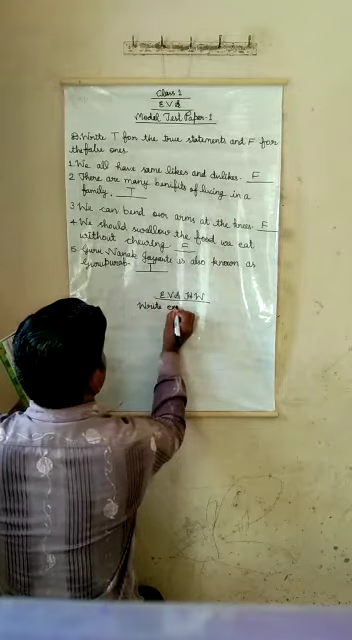 Class 1
EVS
Model Test Paper-1
Write T for the true statements and F for
the false ones
1. We all have same likes and dislikes. F
2. There are many benifits of living in a
family. T
3. We can bend our arms at the knees. F
4. We should swallow the food we eat
without chewing F
5. Guru Nanak Jayanti is also known as
Gurupurab. T
EVS HW
Write